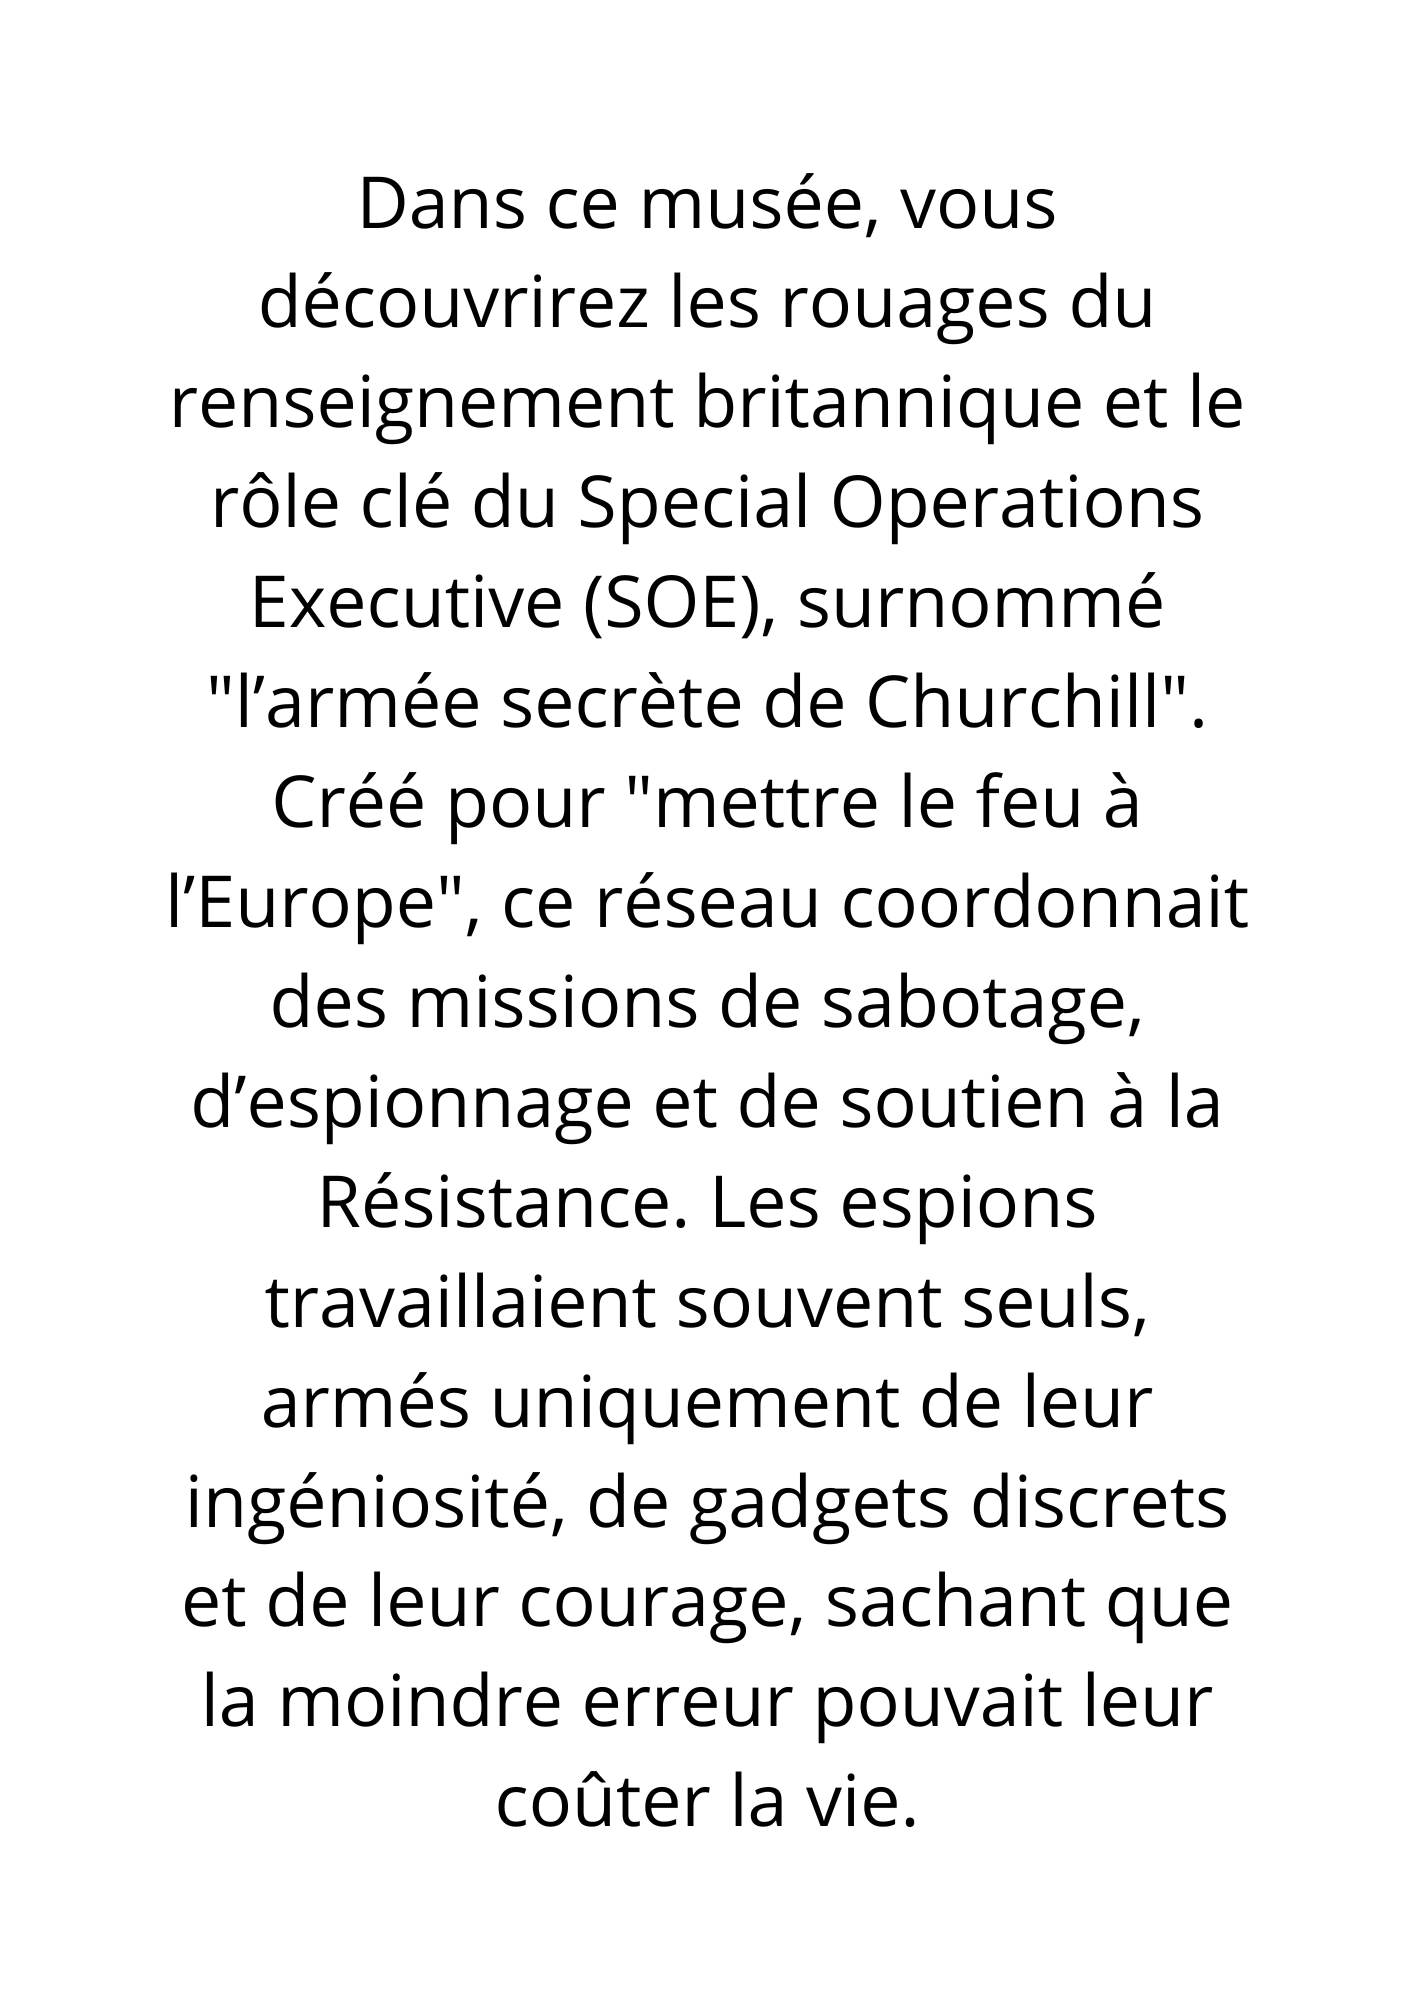 Dans ce musée, vous
découvrirez les rouages du
renseignement britannique et le
rôle clé du Special Operations
Executive (SOE), surnommé
"l’armée secrète de Churchill".
Créé pour "mettre le feu à
l’Europe", ce réseau coordonnait
des missions de sabotage,
d’espionnage et de soutien à la
Résistance. Les espions
travaillaient souvent seuls,
armés uniquement de leur
ingéniosité, de gadgets discrets
et de leur courage, sachant que
la moindre erreur pouvait leur
coûter la vie.